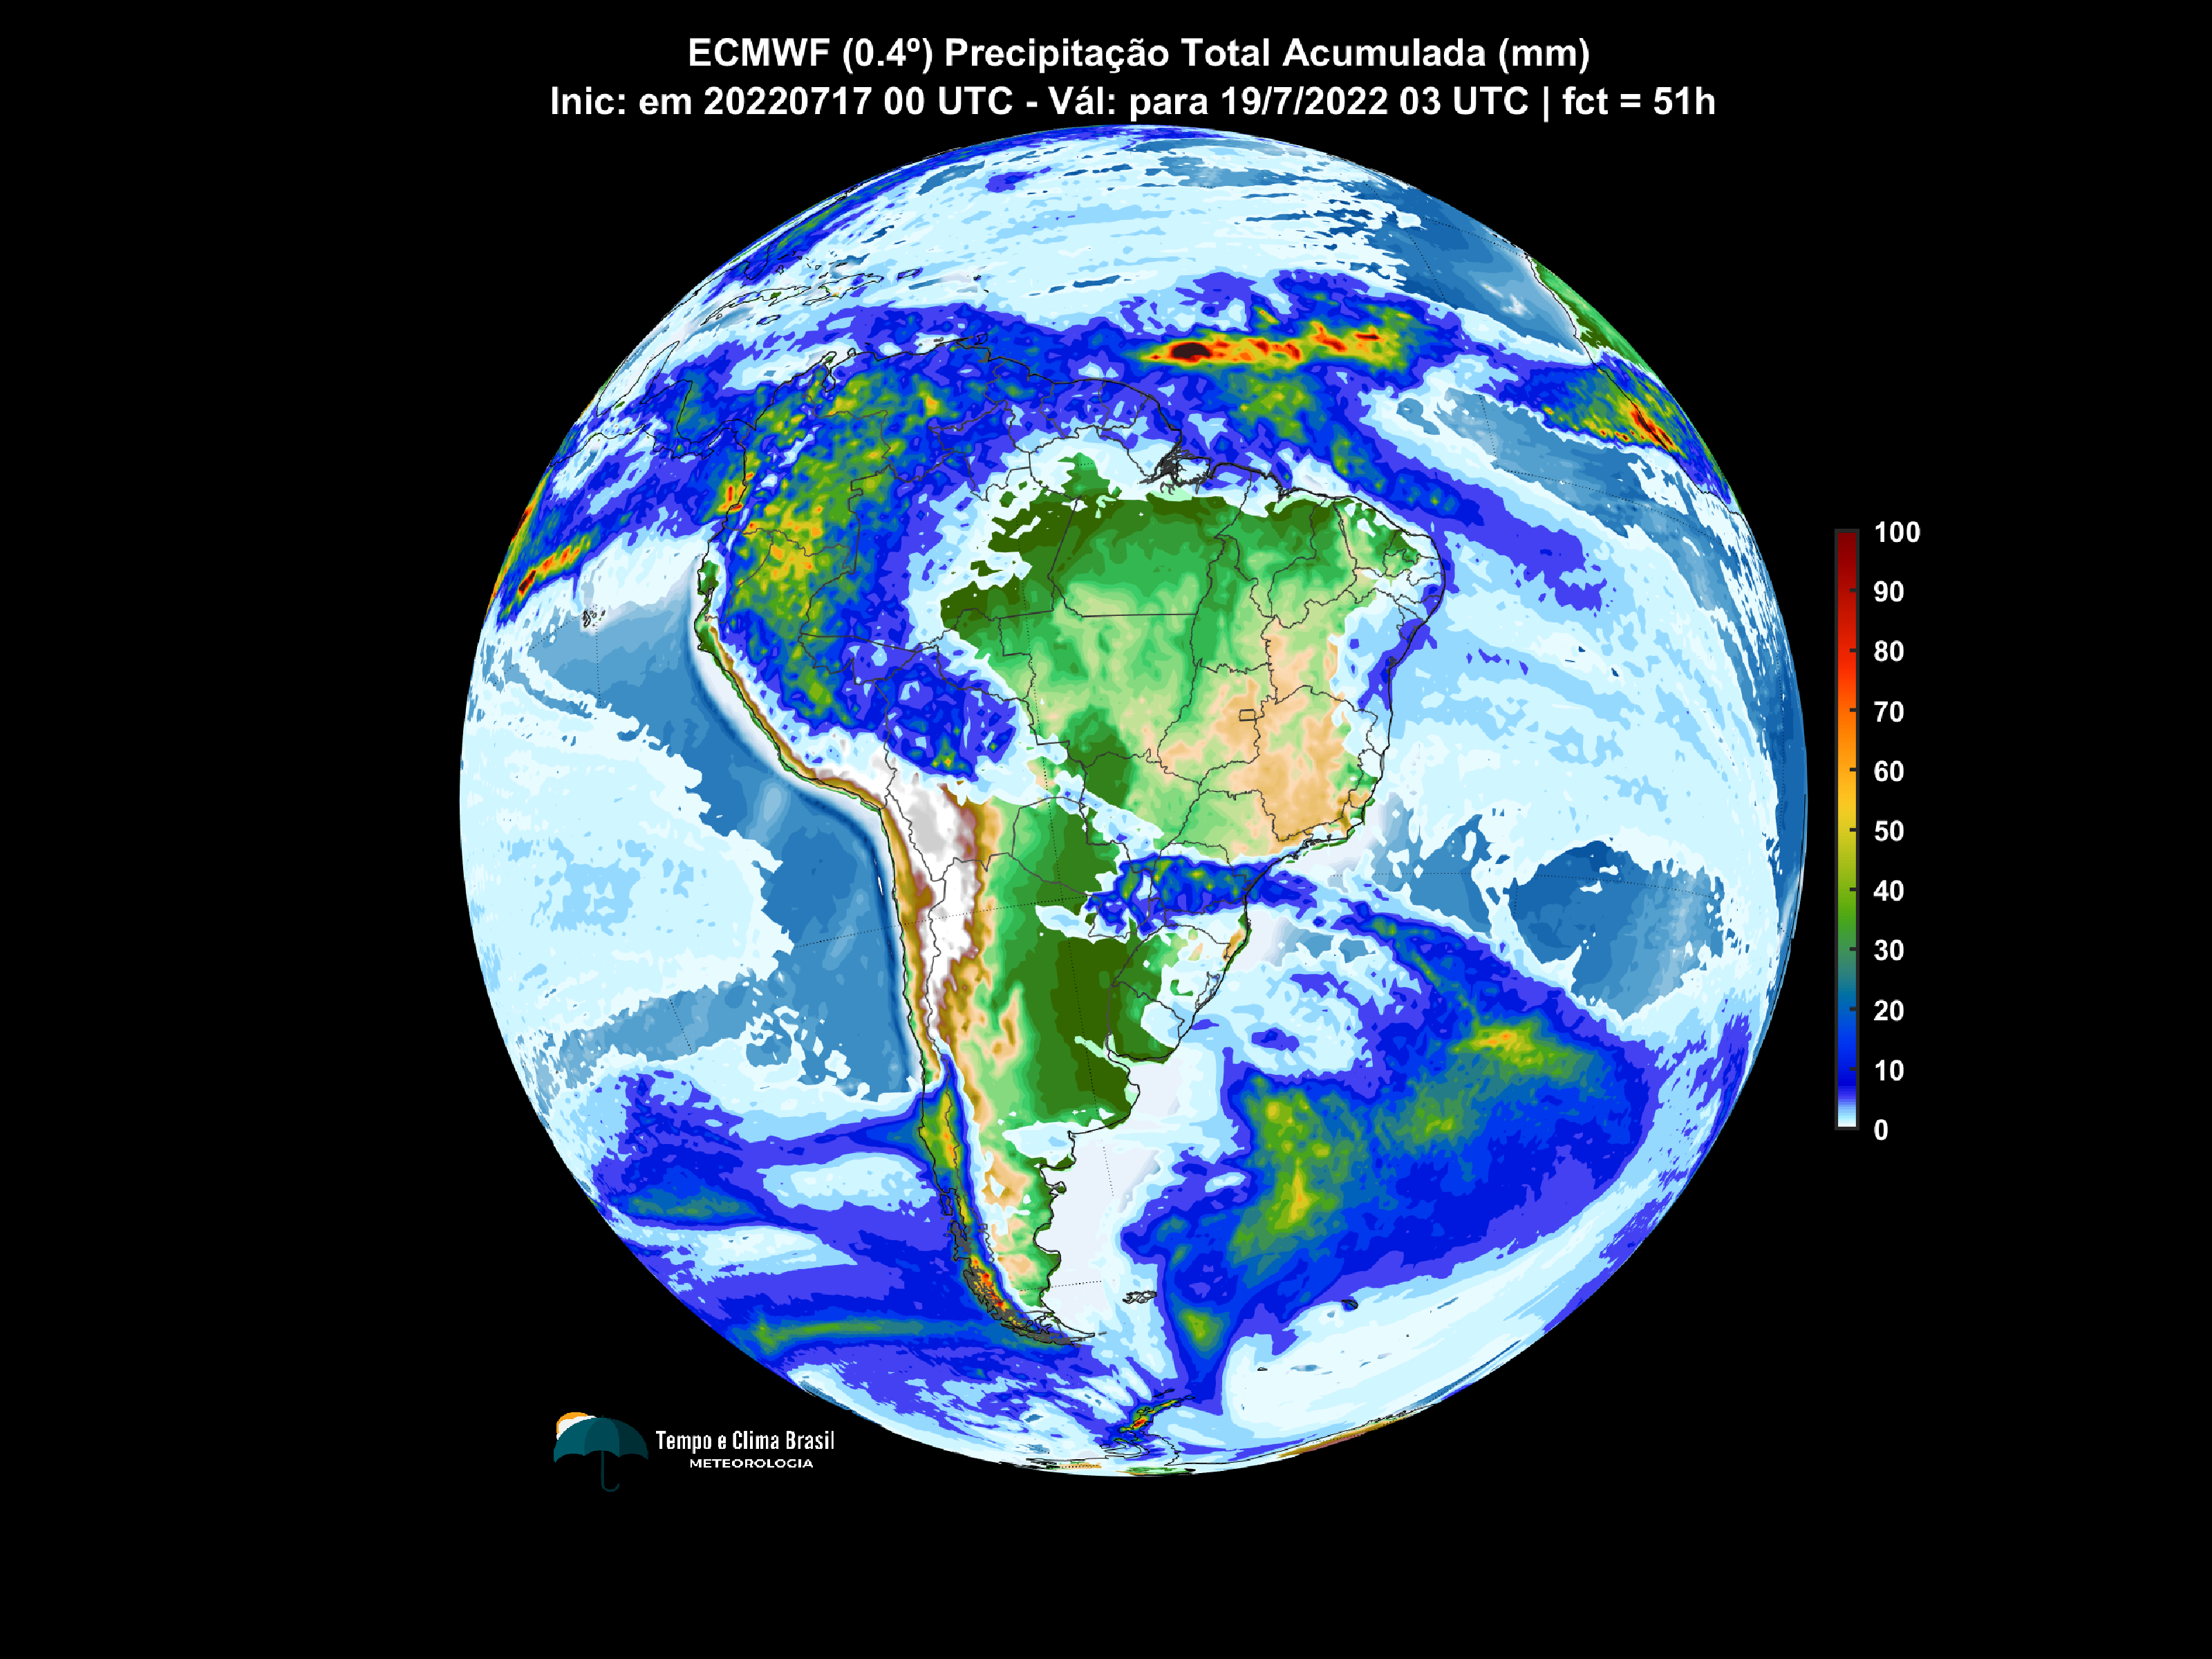 ECMWF (0.4º) Precipitação Total Acumulada (mm)
Inic: em 20220717 00 UTC - Vál: para 19/7/2022 03 UTC | fct = 51h
100
90
80
70
60
50
40
30
20
10
0
Tempo e Clima Brasil
METEOROLOGIA